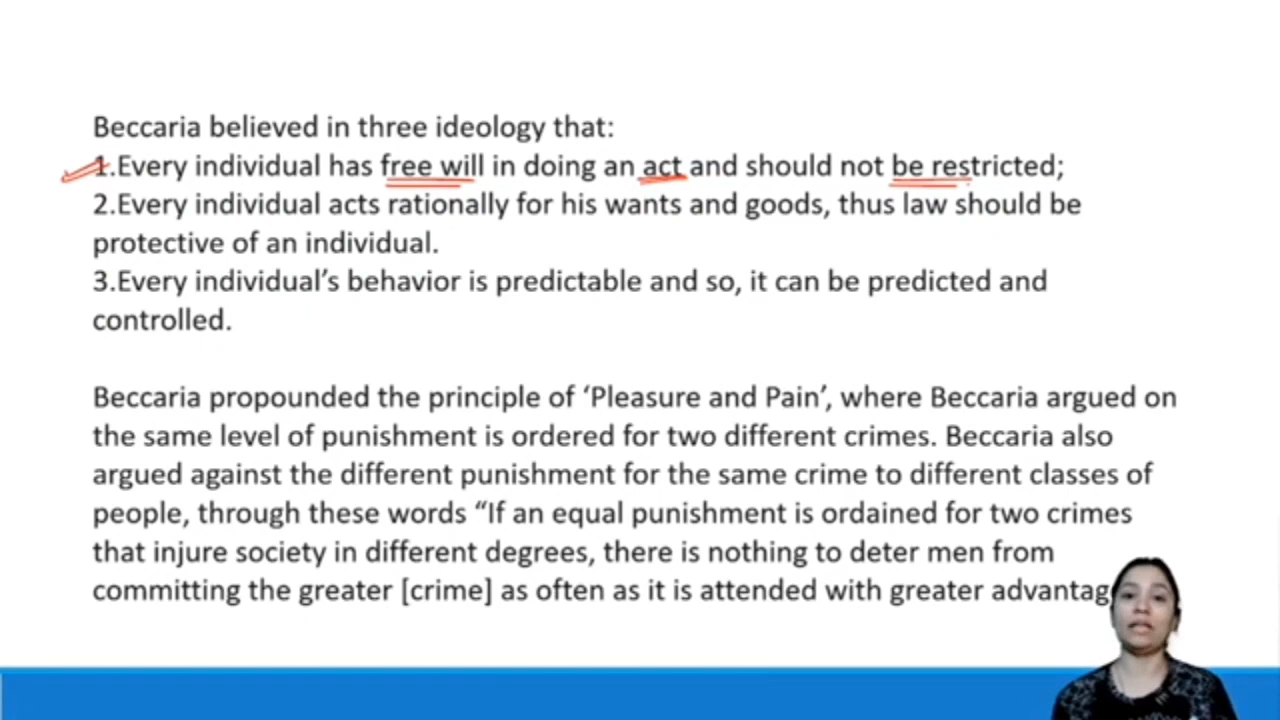 Beccaria believed in three ideology that:
1.Every individual has free will in doing an act and should not be restricted;
2.Every individual acts rationally for his wants and goods, thus law should be
protective of an individual.
3.Every individual’s behavior is predictable and so, it can be predicted and
controlled.
Beccaria propounded the principle of ‘Pleasure and Pain’, where Beccaria argued on
the same level of punishment is ordered for two different crimes. Beccaria also
argued against the different punishment for the same crime to different classes of
people, through these words “If an equal punishment is ordained for two crimes
that injure society in different degrees, there is nothing to deter men from
committing the greater [crime] as often as it is attended with greater